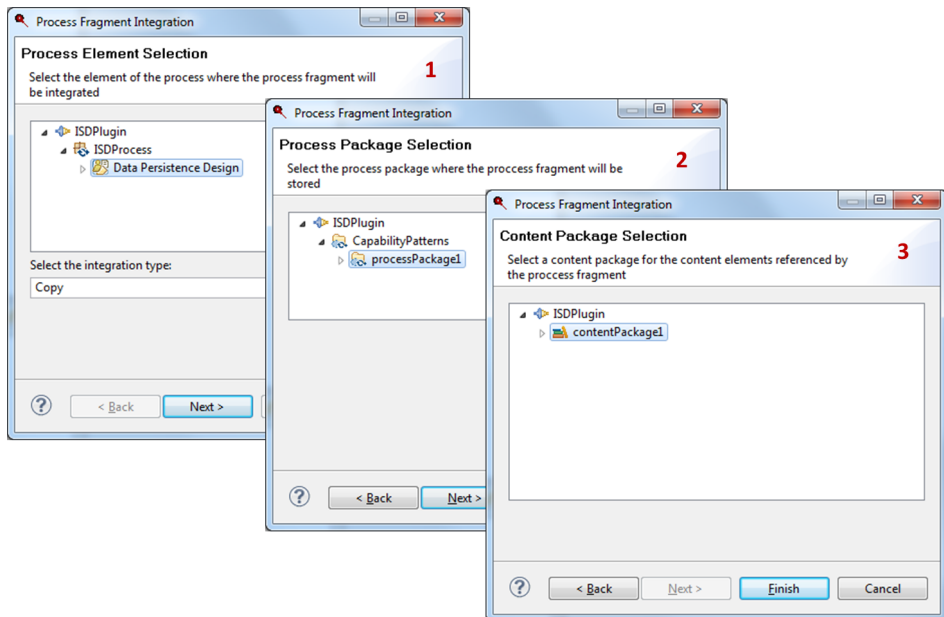 Process Fragment Integration
Process Element Selection
Select the element of the process where the process fragment will
be integrated
1
ISDPlugin
ISDProcess
Data Persistence Design
Select the integration type:
Copy
?
< Back
Next >
Process Fragment Integration
Process Package Selection
Select the process package where the proccess fragment will be
stored
2
ISDPlugin
CapabilityPatterns
processPackage1
?
< Back
Next >
Process Fragment Integration
Content Package Selection
Select a content package for the content elements referenced by
the proccess fragment
3
ISDPlugin
contentPackage1
?
< Back
Next >
Finish
Cancel